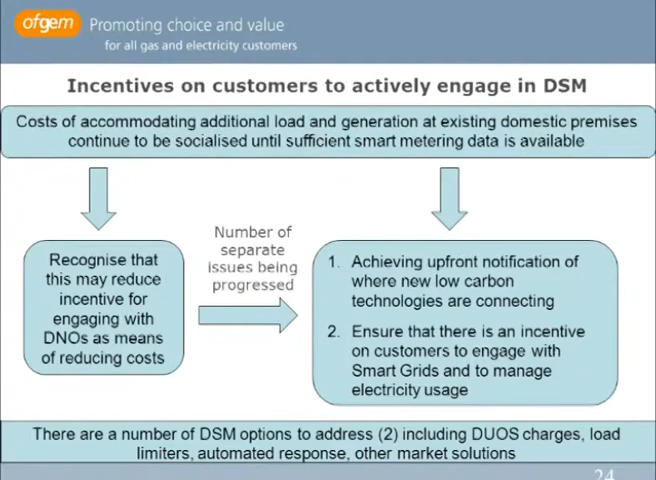 ofgem
Promoting choice and value
for all gas and electricity customers
Incentives on customers to actively engage in DSM
Costs of accommodating additional load and generation at existing domestic premises
continue to be socialised until sufficient smart metering data is available
Recognise that
this may reduce
incentive for
engaging with
DNOs as means
of reducing costs
Number of
separate
issues being
progressed
1. Achieving upfront notification of
where new low carbon
technologies are connecting
2. Ensure that there is an incentive
on customers to engage with
Smart Grids and to manage
electricity usage
There are a number of DSM options to address (2) including DUOS charges, load
limiters, automated response, other market solutions
24